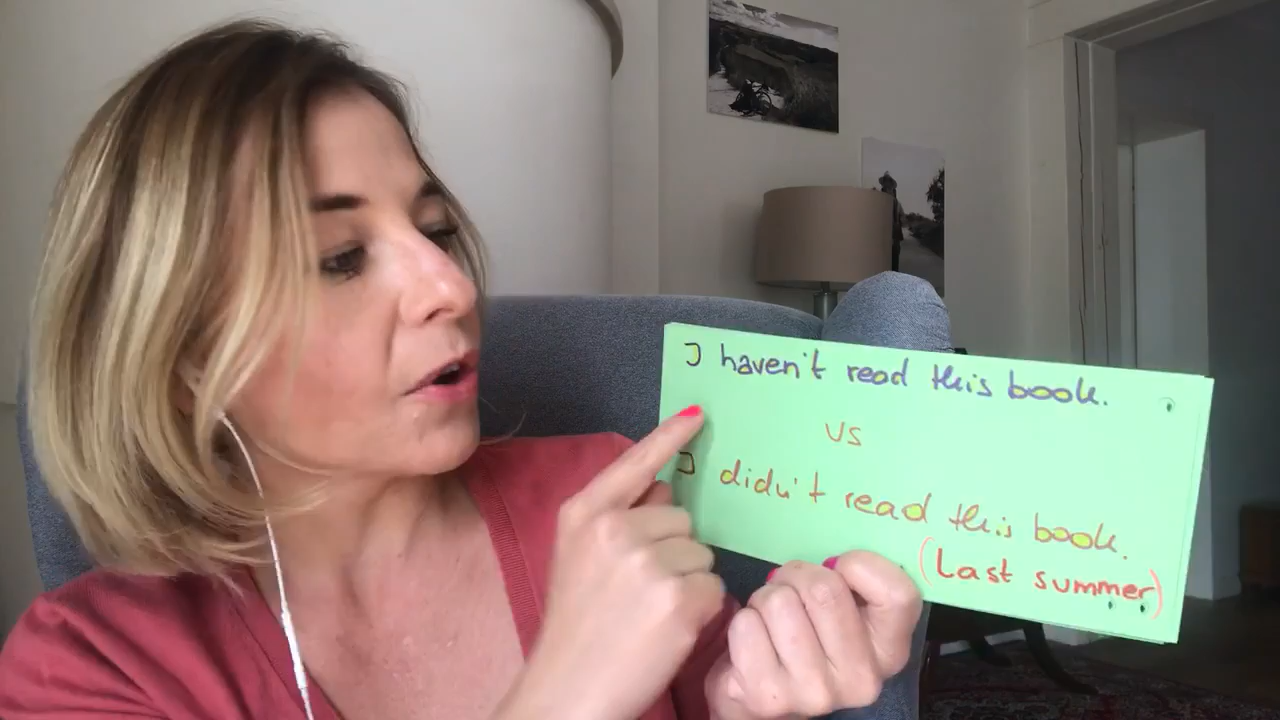 I haven't read this book.
vs
I didn't read this book.
(Last summer)